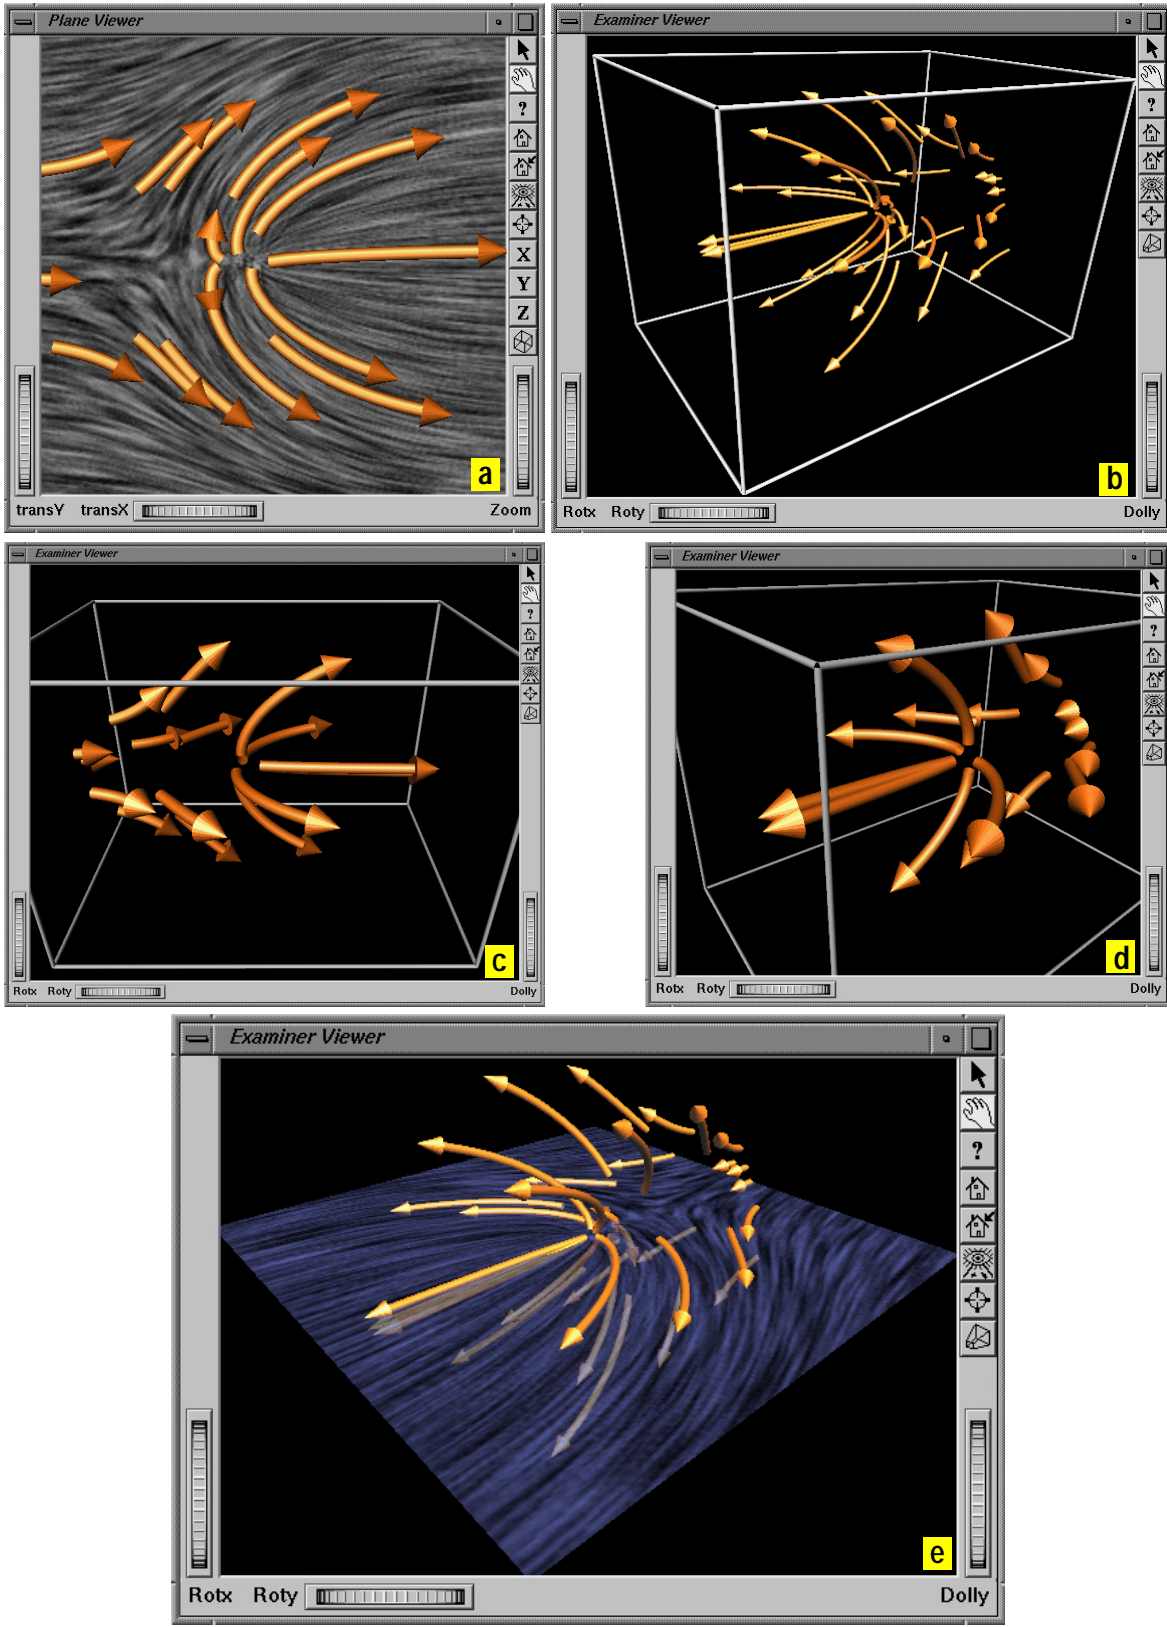 Plane Viewer
?
X
Y
Z
a
transY transX Zoom
Examiner Viewer
?
b
Rotx Roty Dolly
Examiner Viewer
?
c
Rotx Roty Dolly
Examiner Viewer
?
d
Rotx Roty Dolly
Examiner Viewer
?
e
Rotx Roty Dolly